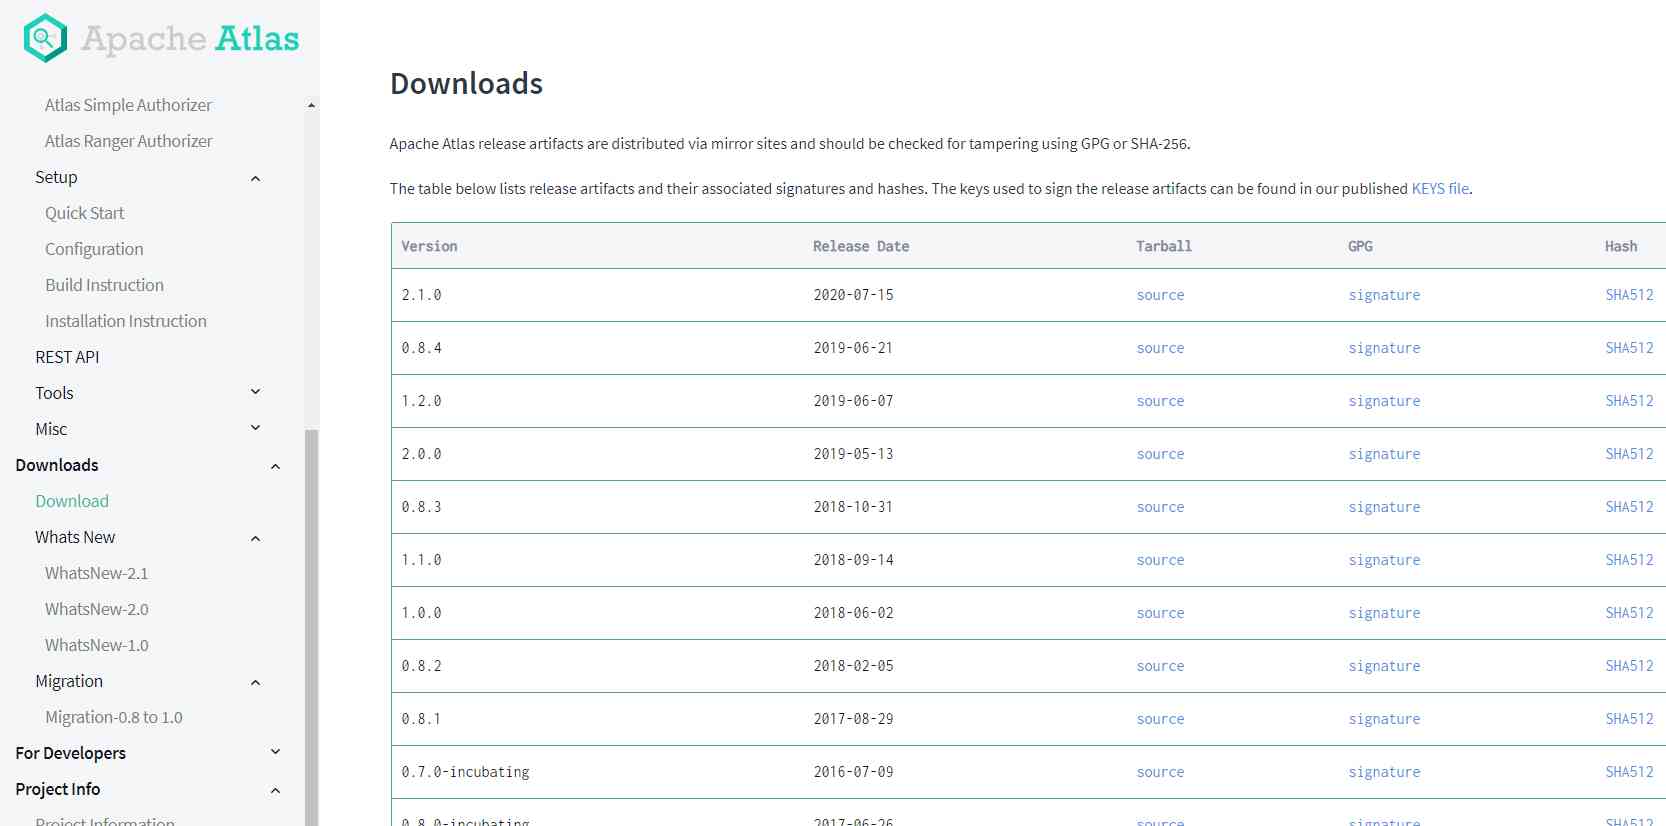 Apache Atlas
Atlas Simple Authorizer
Atlas Ranger Authorizer
Setup
Quick Start
Configuration
Build Instruction
Installation Instruction
REST API
Tools
Misc
Downloads
Download
Whats New
WhatsNew-2.1
WhatsNew-2.0
WhatsNew-1.0
Migration
Migration-0.8 to 1.0
For Developers
Project Info
Project Information
Downloads
Apache Atlas release artifacts are distributed via mirror sites and should be checked for tampering using GPG or SHA-256.
The table below lists release artifacts and their associated signatures and hashes. The keys used to sign the release artifacts can be found in our published KEYS file.
Version Release Date Tarball GPG Hash
2.1.0 2020-07-15 source signature SHA512
0.8.4 2019-06-21 source signature SHA512
1.2.0 2019-06-07 source signature SHA512
2.0.0 2019-05-13 source signature SHA512
0.8.3 2018-10-31 source signature SHA512
1.1.0 2018-09-14 source signature SHA512
1.0.0 2018-06-02 source signature SHA512
0.8.2 2018-02-05 source signature SHA512
0.8.1 2017-08-29 source signature SHA512
0.7.0-incubating 2016-07-09 source signature SHA512
0.8.0-incubating 2017-06-26 source signature SHA512